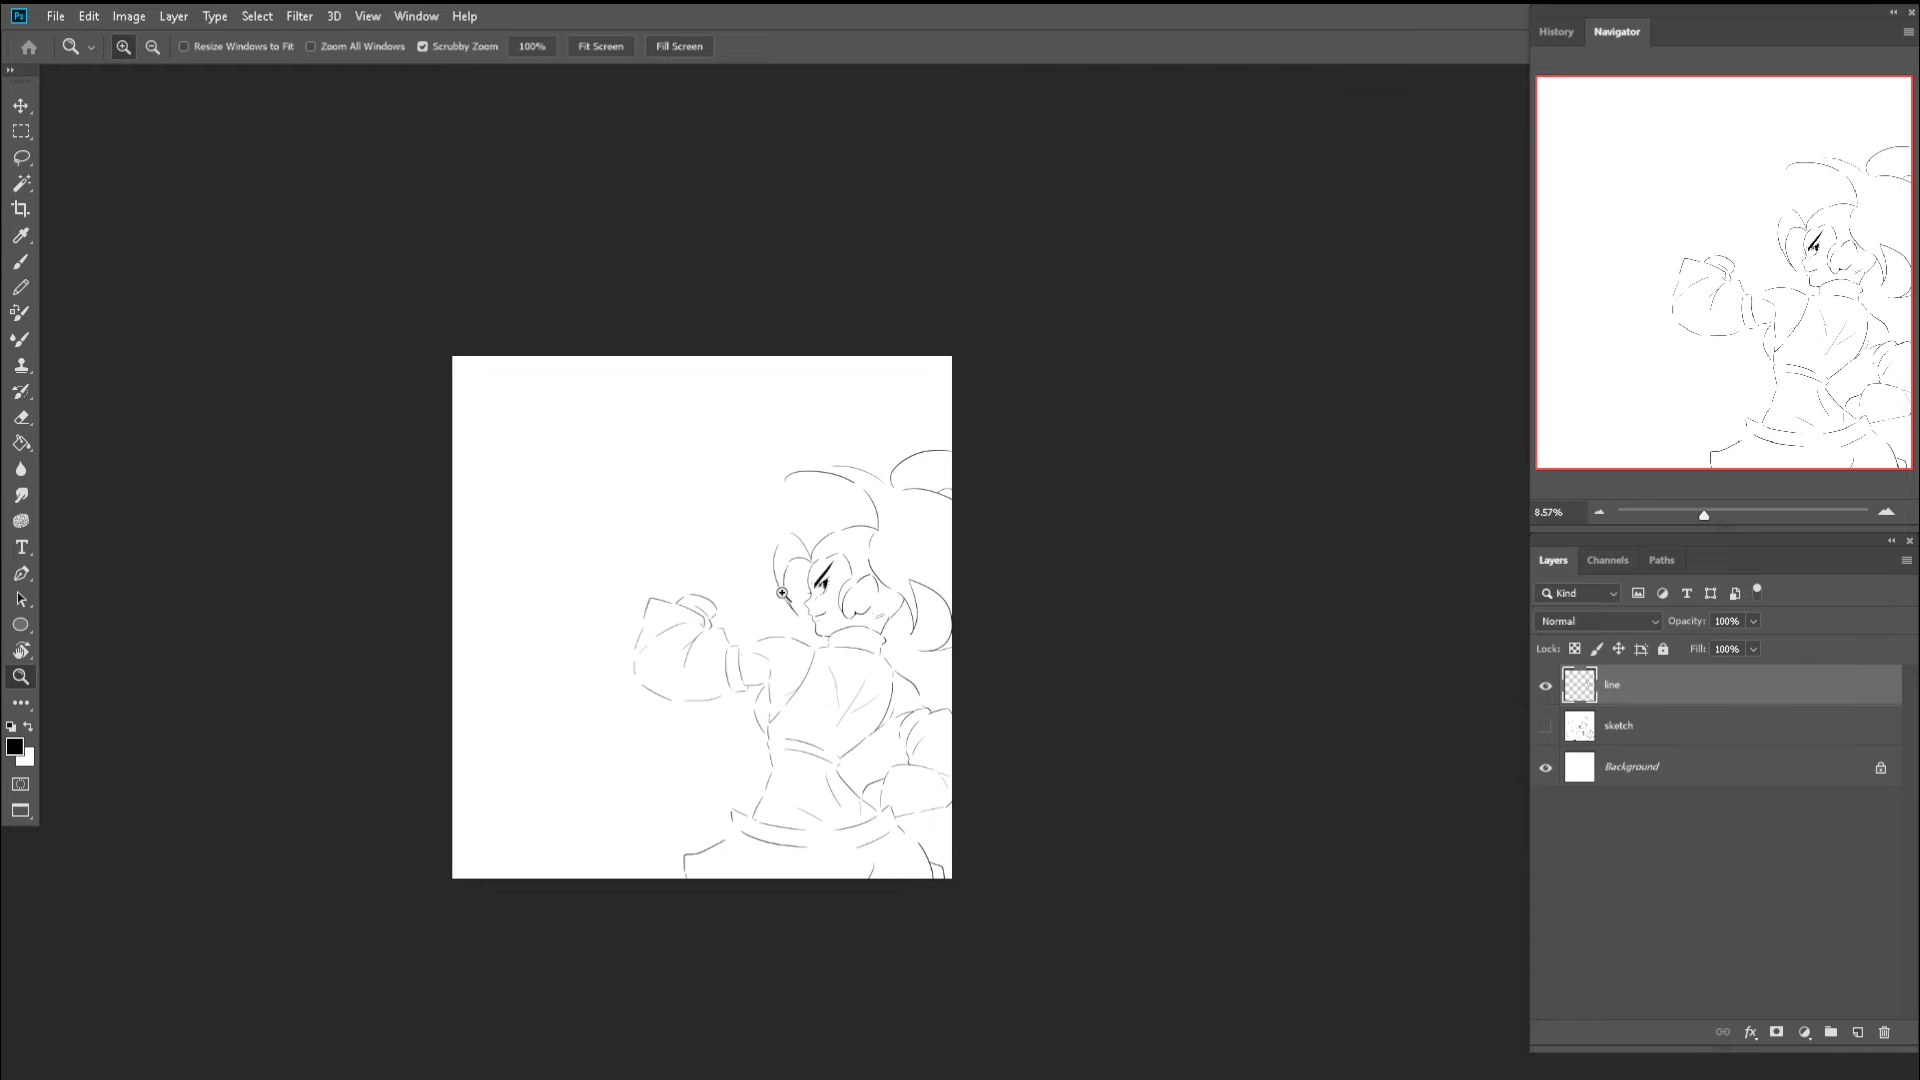 Ps File Edit Image Layer Type Select Filter 3D View Window Help
Resize Windows to Fit Zoom All Windows Scrubby Zoom 100% Fit Screen Fill Screen
History Navigator
8.57%
Layers Channels Paths
Kind
Normal Opacity: 100%
Lock: Fill: 100%
line
sketch
Background